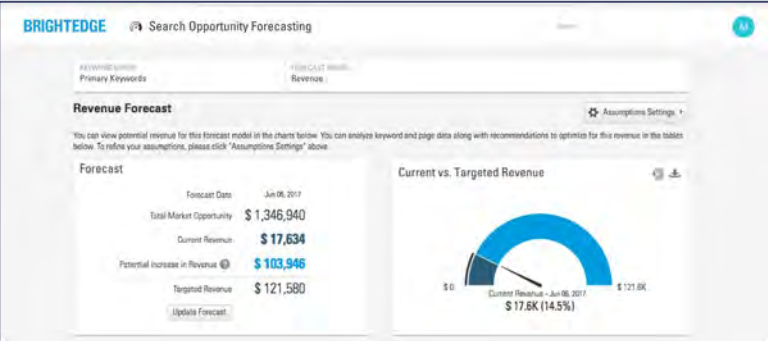 BRIGHTEDGE Search Opportunity Forecasting M
KEYWORD GROUP FORECAST MODEL
Primary Keywords Revenue
Revenue Forecast
Assumptions Settings
You can view potential revenue for this forecast model in the charts below. You can analyze keyword and page data along with recommendations to optimize for this revenue in the tables
below. To refine your assumptions, please click "Assumptions Settings" above.
Forecast
Forecast Date Jun 06, 2017
Total Market Opportunity $ 1,346,940
Current Revenue $ 17,634
Potential Increase in Revenue $ 103,946
Targeted Revenue $ 121,580
Update Forecast
Current vs. Targeted Revenue
$ 0
$ 121.6K
Current Revenue - Jun 06, 2017
$ 17.6K (14.5%)